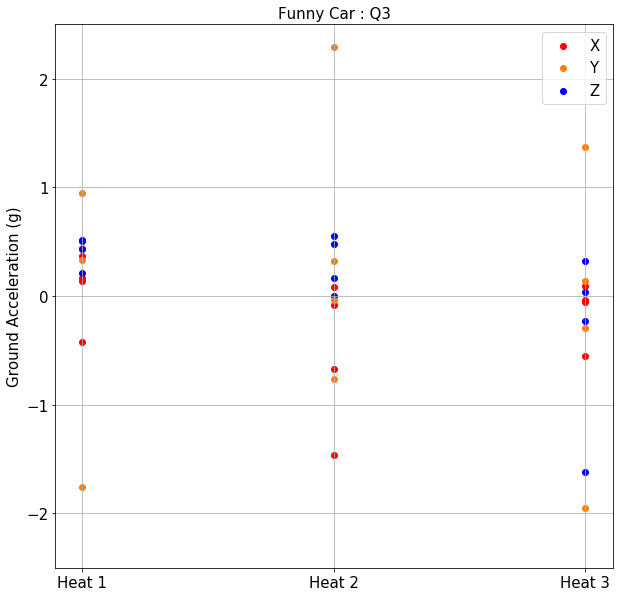 Funny Car : Q3
X
Y
Z
2
1
0
−1
−2
Ground Acceleration (g)
Heat 1 Heat 2 Heat 3